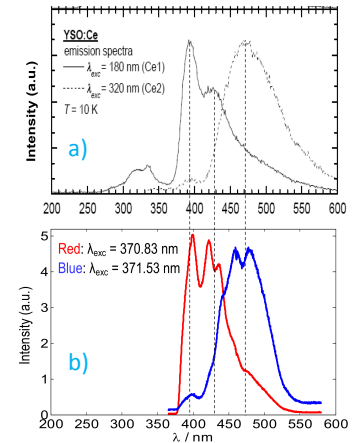 YSO:Ce
emission spectra
λexc = 180 nm (Ce1)
λexc = 320 nm (Ce2)
T = 10 K
Intensity (a.u.)
a)
200 250 300 350 400 450 500 550 600
Red: λexc = 370.83 nm
Blue: λexc = 371.53 nm
5
4
3
2
1
0
Intensity (a.u.)
b)
200 250 300 350 400 450 500 550 600
λ / nm